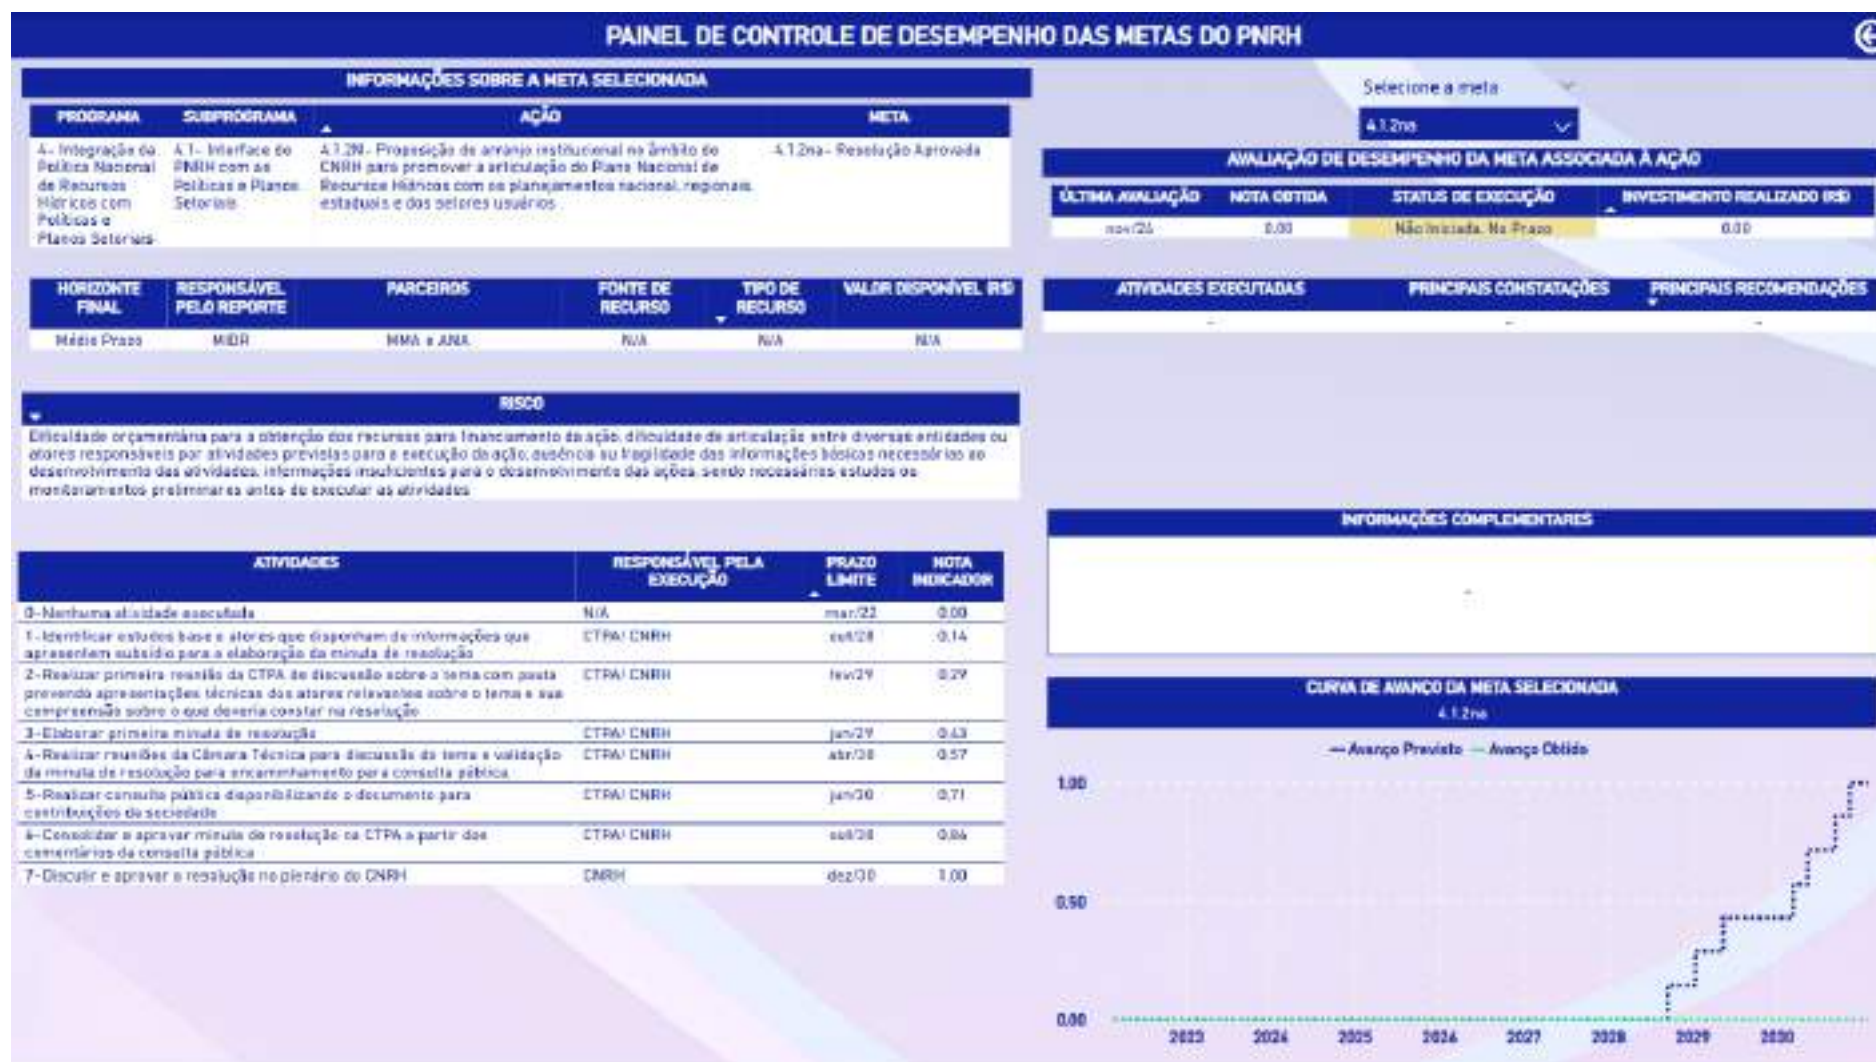 PAINEL DE CONTROLE DE DESEMPENHO DAS METAS DO PNRH
INFORMAÇÕES SOBRE A META SELECIONADA
PROGRAMA SUBPROGRAMA AÇÃO META
4- Integração da 4.1- Interface do 4.1.2N- Proposição de arranjo institucional no âmbito do 4.1.2na- Resolução Aprovada
Política Nacional PNRH com as CNRH para promover a articulação do Plano Nacional de
de Recursos Políticas e Planos Recursos Hídricos com os planejamentos nacional, regionais,
Hídricos com Setoriais estaduais e dos setores usuários
Políticas e
Planos Setoriais
HORIZONTE RESPONSÁVEL PARCEIROS FONTE DE TIPO DE VALOR DISPONÍVEL (R$)
FINAL PELO REPORTE RECURSO RECURSO
Médio Prazo MIDR MMA e ANA N/A N/A N/A
RISCO
Dificuldade orçamentária para a obtenção dos recursos para financiamento da ação, dificuldade de articulação entre diversas entidades ou
atores responsáveis por atividades previstas para a execução da ação, ausência ou fragilidade das informações básicas necessárias ao
desenvolvimento das atividades, informações insuficientes para o desenvolvimento das ações, sendo necessários estudos ou
monitoramentos preliminares antes de executar as atividades
ATIVIDADES RESPONSÁVEL PELA PRAZO NOTA
EXECUÇÃO LIMITE INDICADOR
0-Nenhuma atividade executada N/A mar/22 0.00
1-Identificar estudos base e atores que disponham de informações que CTPA/ CNRH out/28 0.14
apresentem subsídio para a elaboração da minuta de resolução
2-Realizar primeira reunião da CTPA de discussão sobre o tema com pauta CTPA/ CNRH fev/29 0.29
prevendo apresentações técnicas dos atores relevantes sobre o tema e sua
compreensão sobre o que deveria constar na resolução
3-Elaborar primeira minuta de resolução CTPA/ CNRH jun/29 0.43
4-Realizar reuniões da Câmara Técnica para discussão do tema e validação CTPA/ CNRH abr/30 0.57
da minuta de resolução para encaminhamento para consulta pública
5-Realizar consulta pública disponibilizando o documento para CTPA/ CNRH jun/30 0.71
contribuições da sociedade
6-Consolidar e aprovar minuta de resolução na CTPA a partir dos CTPA/ CNRH out/30 0.86
comentários da consulta pública
7-Discutir e aprovar a resolução no plenário do CNRH CNRH dez/30 1.00
Selecione a meta
4.1.2na
AVALIAÇÃO DE DESEMPENHO DA META ASSOCIADA À AÇÃO
ÚLTIMA AVALIAÇÃO NOTA OBTIDA STATUS DE EXECUÇÃO INVESTIMENTO REALIZADO (R$)
nov/24 0.00 Não Iniciada. No Prazo 0.00
ATIVIDADES EXECUTADAS PRINCIPAIS CONSTATAÇÕES PRINCIPAIS RECOMENDAÇÕES
- - -
INFORMAÇÕES COMPLEMENTARES
-
CURVA DE AVANÇO DA META SELECIONADA
4.1.2na
Avanço Previsto Avanço Obtido
1.00
0.50
0.00
2023 2024 2025 2026 2027 2028 2029 2030